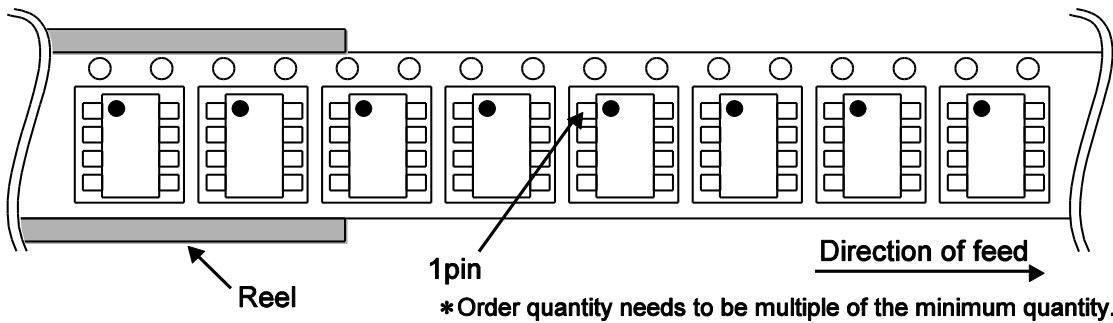 1pin
Direction of feed
Reel
*Order quantity needs to be multiple of the minimum quantity.